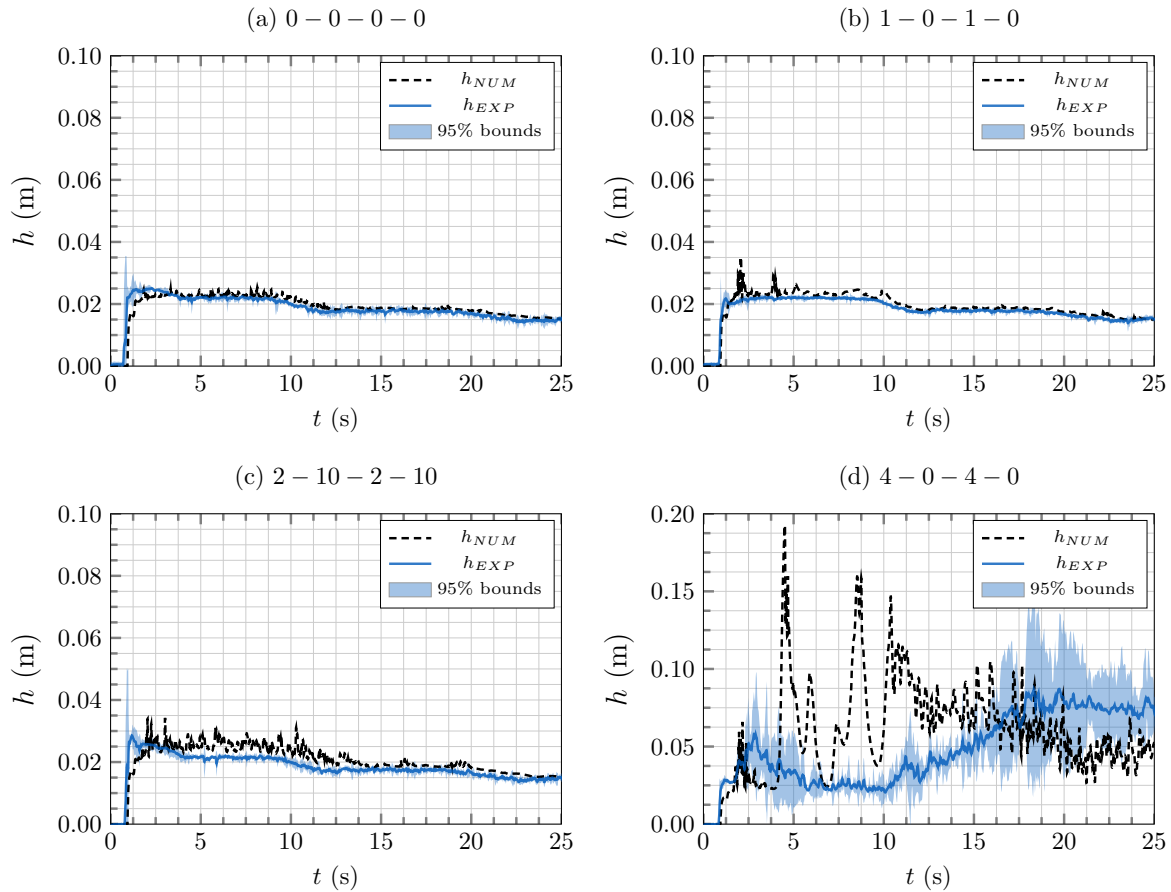 (a) 0 − 0 − 0 − 0
0.10
0.08
0.06
0.04
0.02
0.00
h (m)
h_NUM
h_EXP
95% bounds
0 5 10 15 20 25
t (s)
(b) 1 − 0 − 1 − 0
0.10
0.08
0.06
0.04
0.02
0.00
h (m)
h_NUM
h_EXP
95% bounds
0 5 10 15 20 25
t (s)
(c) 2 − 10 − 2 − 10
0.10
0.08
0.06
0.04
0.02
0.00
h (m)
h_NUM
h_EXP
95% bounds
0 5 10 15 20 25
t (s)
(d) 4 − 0 − 4 − 0
0.20
0.15
0.10
0.05
0.00
h (m)
h_NUM
h_EXP
95% bounds
0 5 10 15 20 25
t (s)